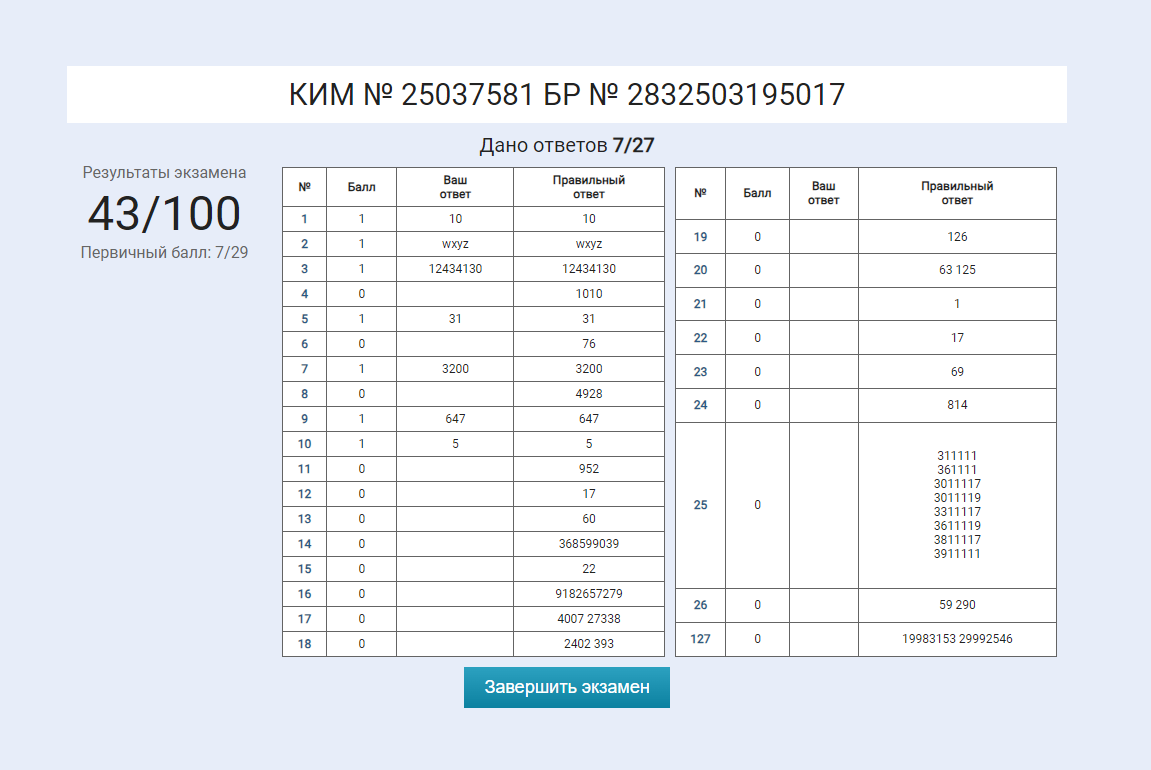 КИМ № 25037581 БР № 2832503195017
Дано ответов 7/27
Результаты экзамена
43/100
Первичный балл: 7/29
№ Балл Ваш ответ Правильный ответ
1 1 10 10
2 1 wxyz wxyz
3 1 12434130 12434130
4 0 1010
5 1 31 31
6 0 76
7 1 3200 3200
8 0 4928
9 1 647 647
10 1 5 5
11 0 952
12 0 17
13 0 60
14 0 368599039
15 0 22
16 0 9182657279
17 0 4007 27338
18 0 2402 393
№ Балл Ваш ответ Правильный ответ
19 0 126
20 0 63 125
21 0 1
22 0 17
23 0 69
24 0 814
25 0
311111
361111
3011117
3011119
3311117
3611119
3811117
3911111
26 0 59 290
127 0 19983153 29992546
Завершить экзамен